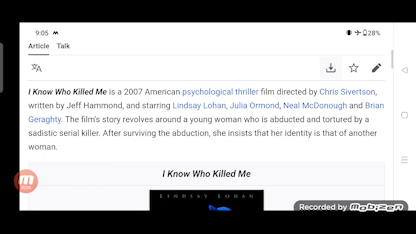 9:05
28%
Article Talk
I Know Who Killed Me is a 2007 American psychological thriller film directed by Chris Sivertson,
written by Jeff Hammond, and starring Lindsay Lohan, Julia Ormond, Neal McDonough and Brian
Geraghty. The film's story revolves around a young woman who is abducted and tortured by a
sadistic serial killer. After surviving the abduction, she insists that her identity is that of another
woman.
I Know Who Killed Me
LINDSAY LOHAN
Recorded by Mobizen